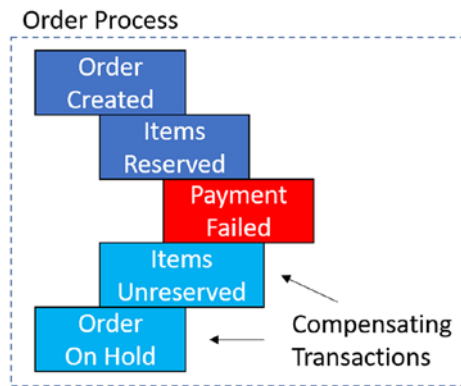 Order Process
Order
Created
Items
Reserved
Payment
Failed
Items
Unreserved
Order
On Hold
Compensating
Transactions